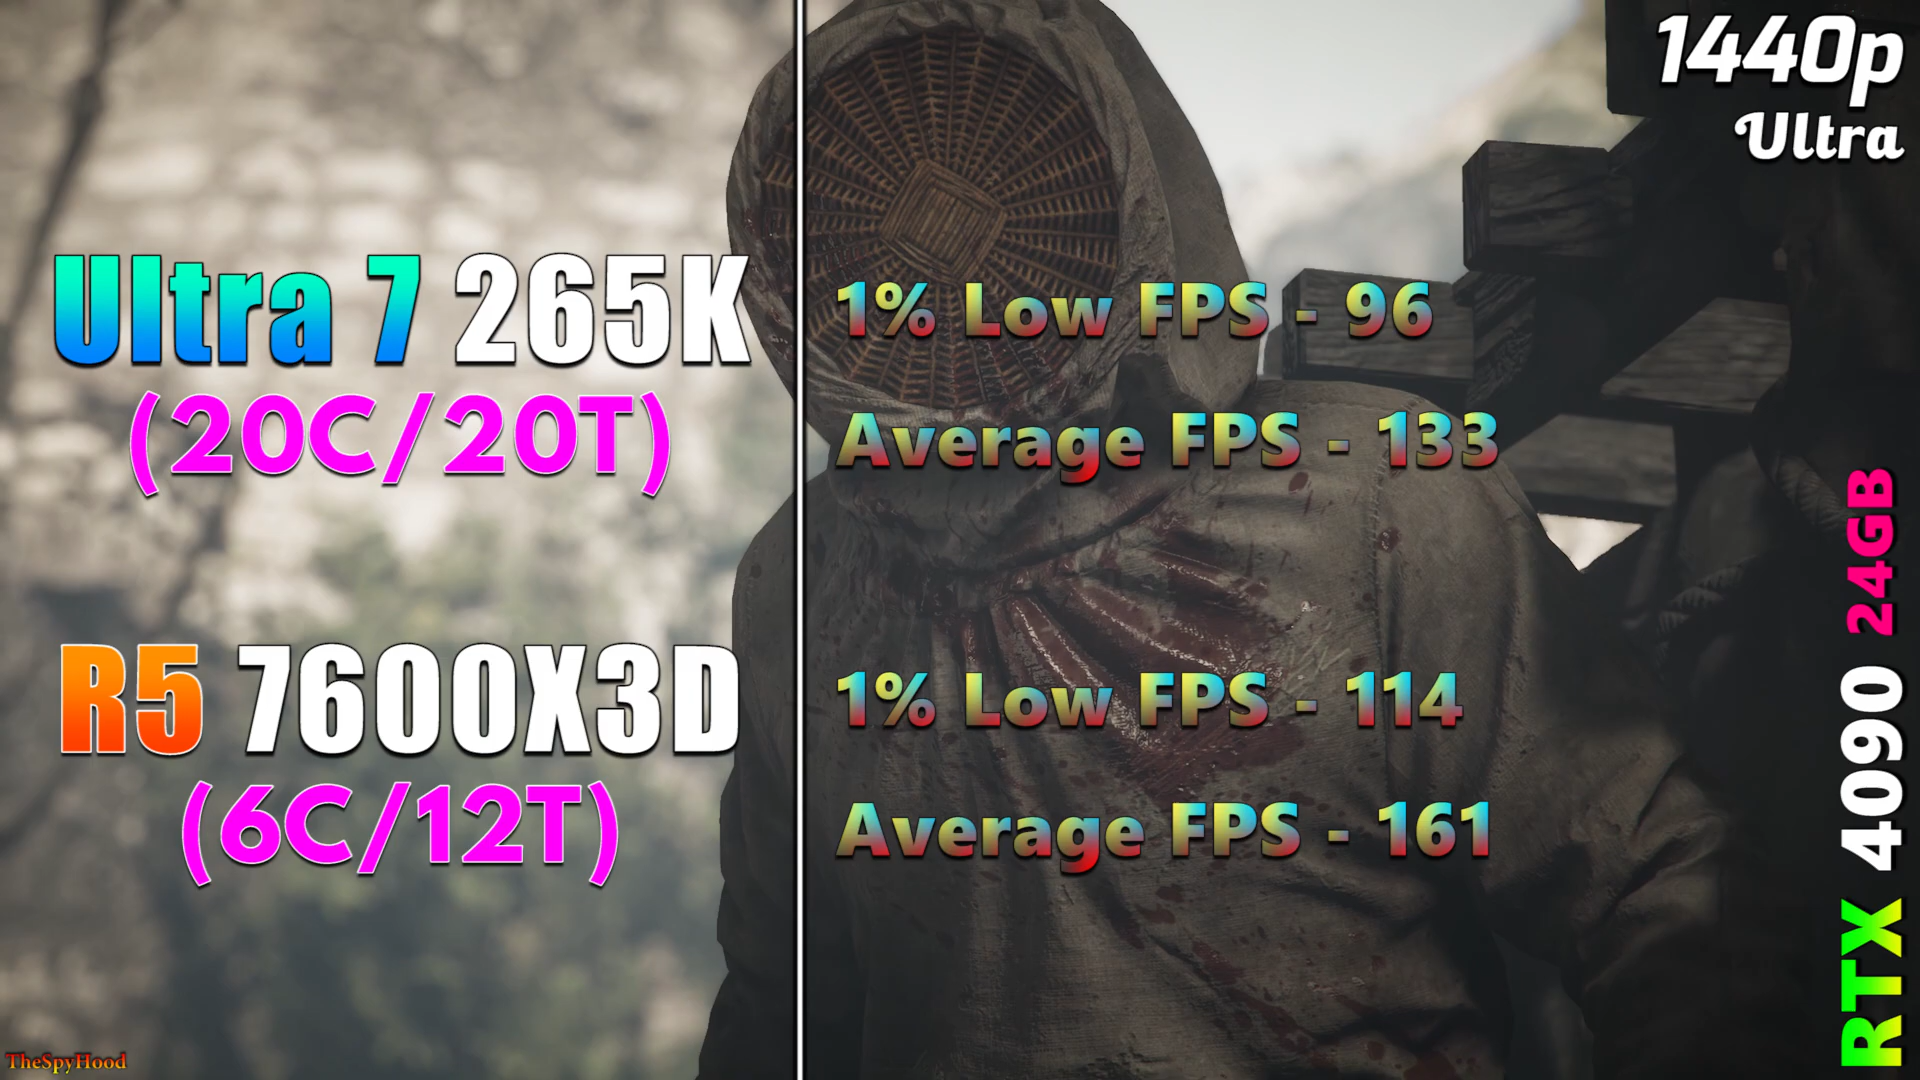 1440p
Ultra
Ultra 7 265K
(20C/20T)
1% Low FPS - 96
Average FPS - 133
R5 7600X3D
(6C/12T)
1% Low FPS - 114
Average FPS - 161
RTX 4090 24GB
TheSpyHood